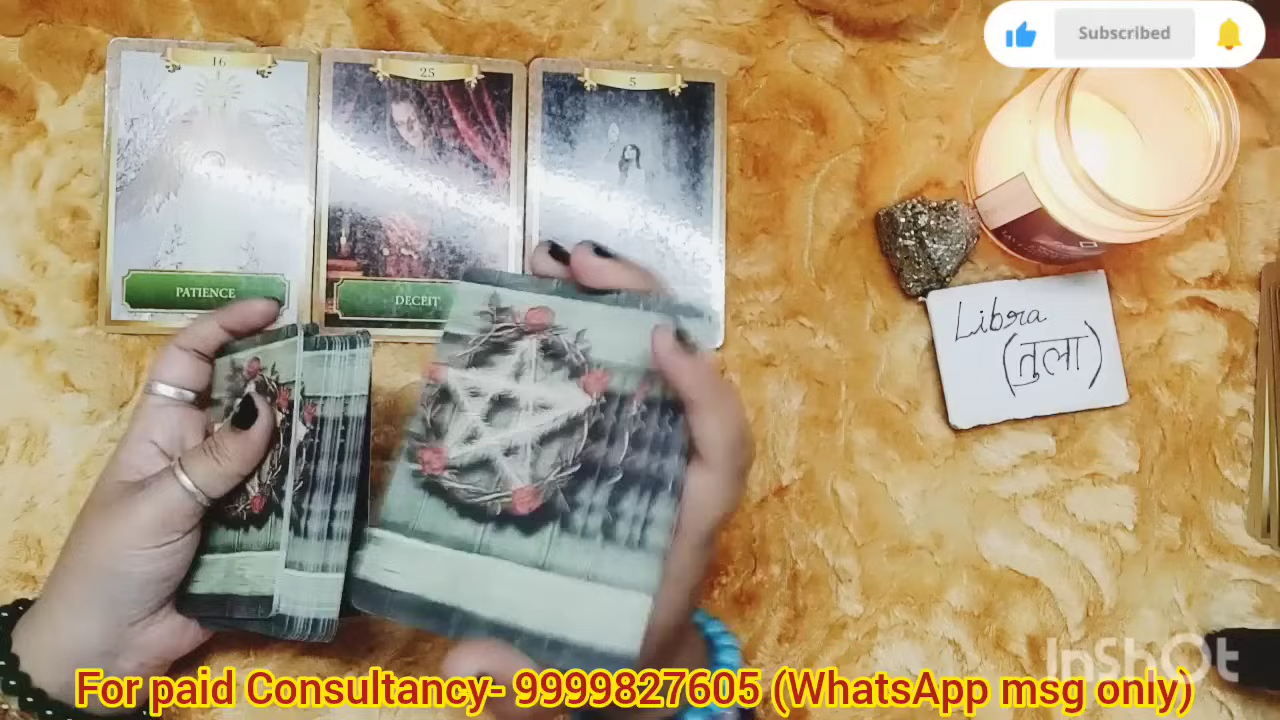 Subscribed
16
25
5
PATIENCE
DECEIT
Libra
(तुला)
InShOt
For paid Consultancy- 9999827605 (WhatsApp msg only)